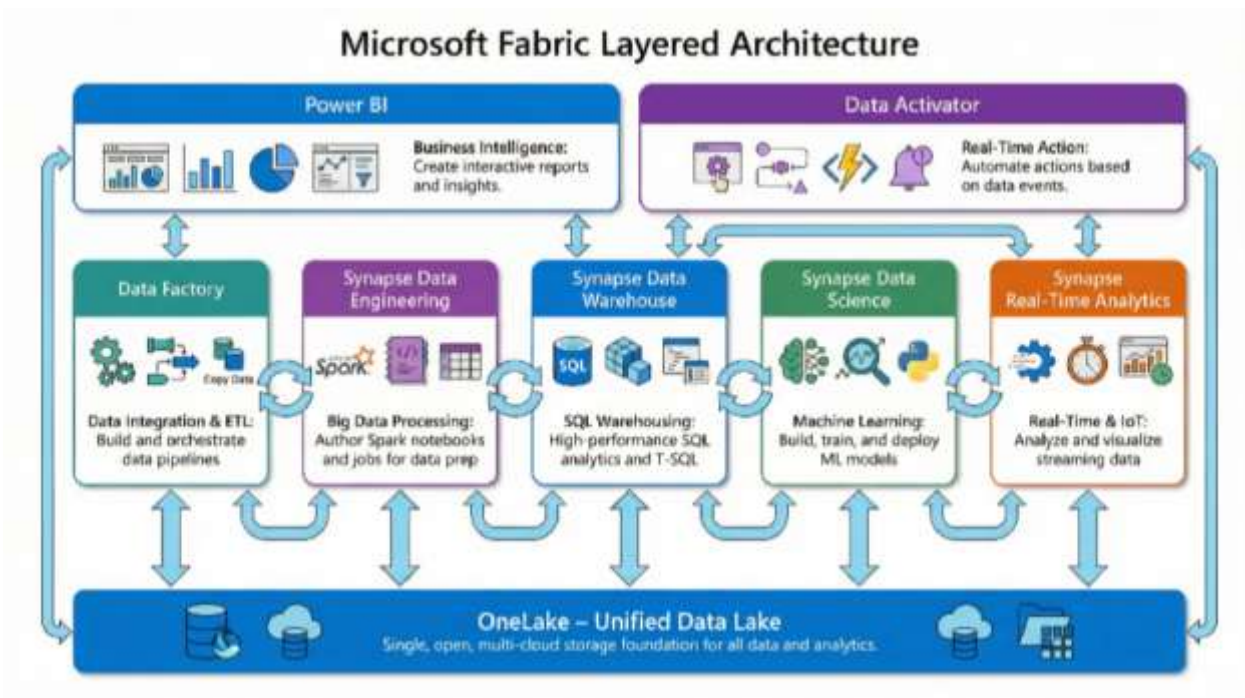 Microsoft Fabric Layered Architecture
Power BI
Business Intelligence:
Create interactive reports
and insights.
Data Activator
Real-Time Action:
Automate actions based
on data events.
Data Factory
Copy Data
Data Integration & ETL:
Build and orchestrate
data pipelines
Synapse Data
Engineering
Spark
Big Data Processing:
Author Spark notebooks
and jobs for data prep
Synapse Data
Warehouse
SQL
SQL Warehousing:
High-performance SQL
analytics and T-SQL
Synapse Data
Science
Machine Learning:
Build, train, and deploy
ML models
Synapse
Real-Time Analytics
Real-Time & IoT:
Analyze and visualize
streaming data
OneLake – Unified Data Lake
Single, open, multi-cloud storage foundation for all data and analytics.